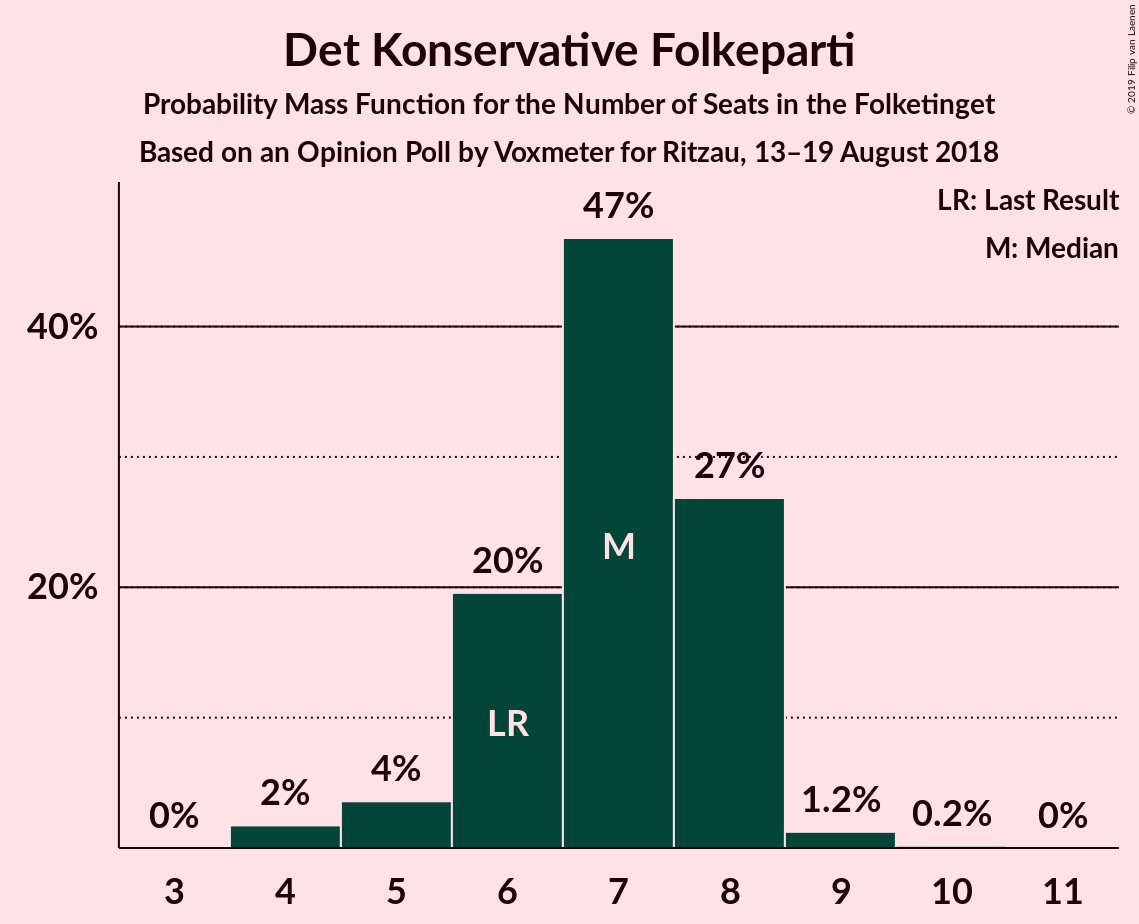 Det Konservative Folkeparti
Probability Mass Function for the Number of Seats in the Folketinget
Based on an Opinion Poll by Voxmeter for Ritzau, 13–19 August 2018
© 2019 Filip van Laenen
LR: Last Result
M: Median
40%
20%
0%
2%
4%
20%
47%
27%
1.2%
0.2%
0%
LR
M
3 4 5 6 7 8 9 10 11